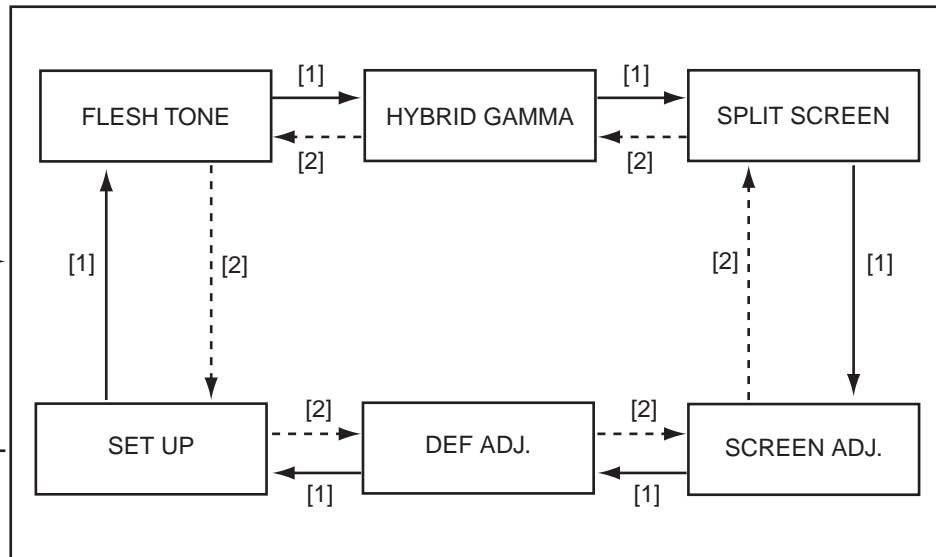 [1] [1]
FLESH TONE HYBRID GAMMA SPLIT SCREEN
[2] [2]
[1] [2] [2] [1]
[2] [2]
SET UP DEF ADJ. SCREEN ADJ.
[1] [1]